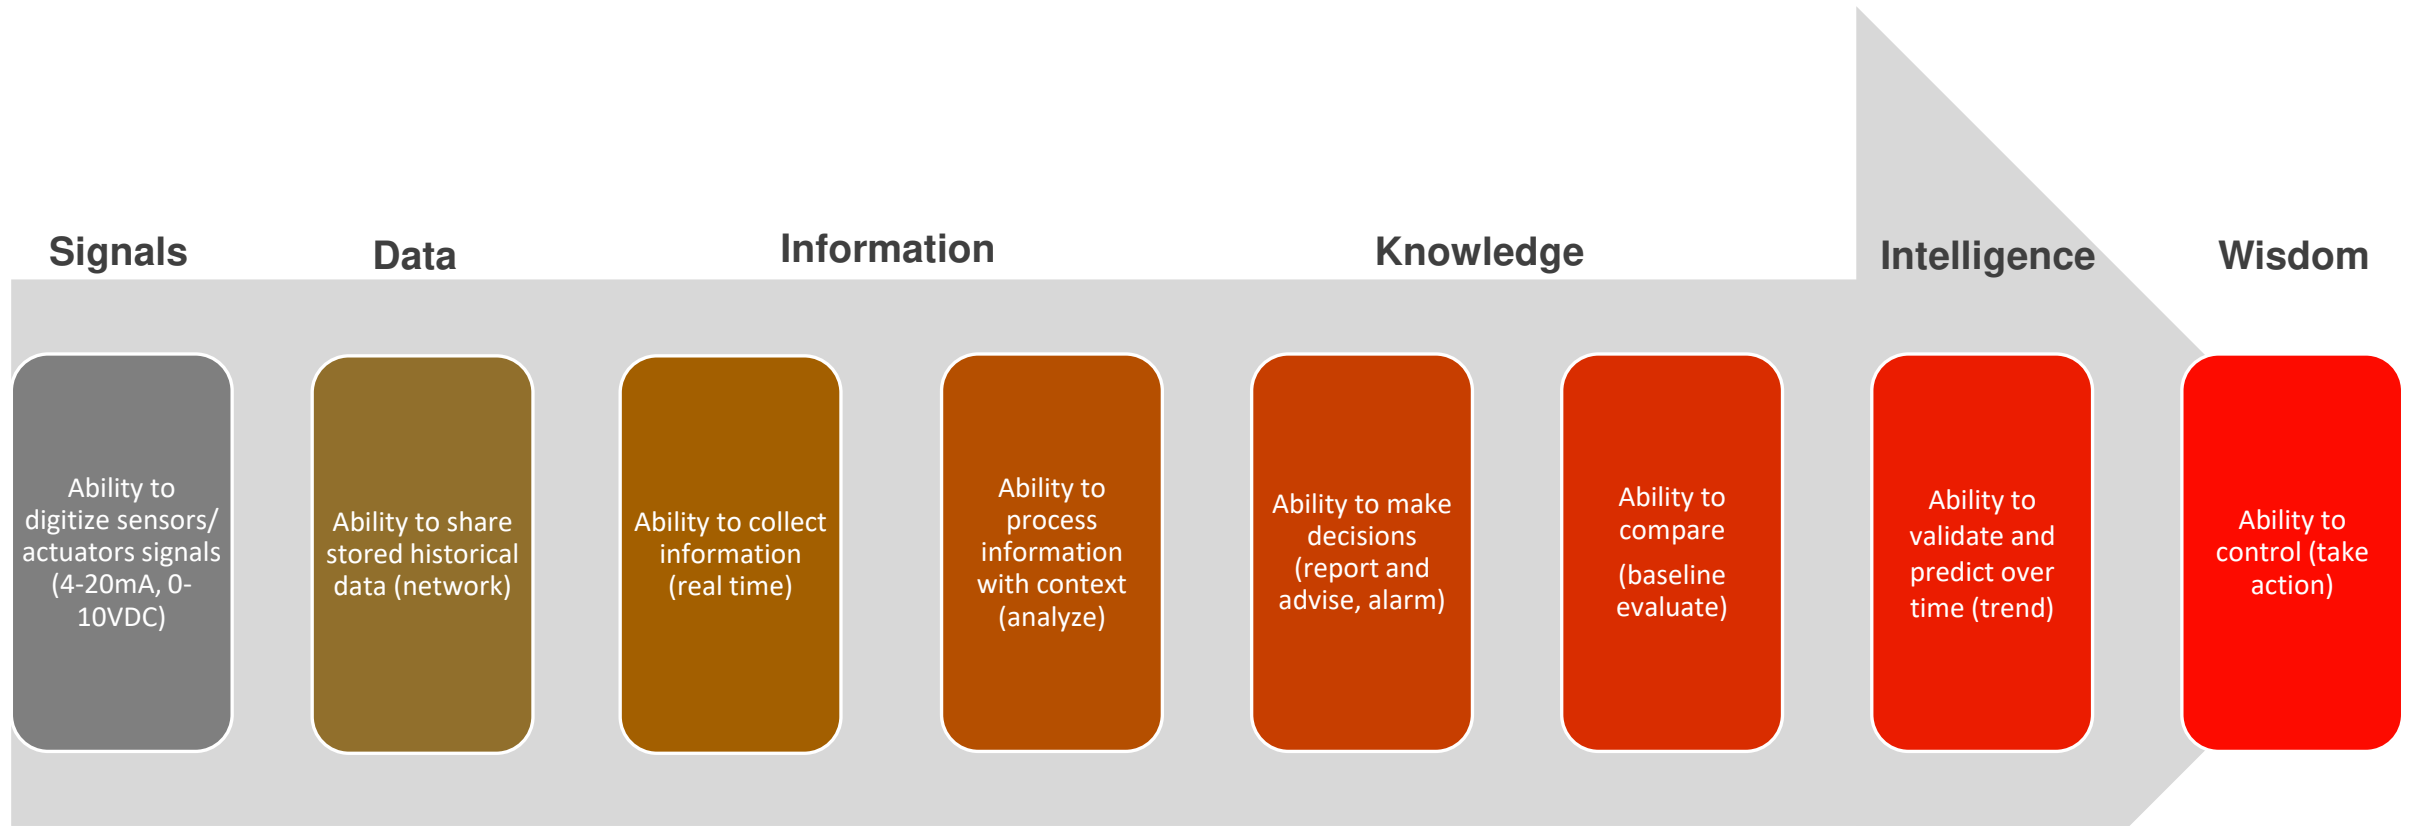 Signals
Data
Information
Knowledge
Intelligence
Wisdom
Ability to
digitize sensors/
actuators signals
(4-20mA, 0-
10VDC)
Ability to share
stored historical
data (network)
Ability to collect
information
(real time)
Ability to
process
information
with context
(analyze)
Ability to make
decisions
(report and
advise, alarm)
Ability to
compare
(baseline
evaluate)
Ability to
validate and
predict over
time (trend)
Ability to
control (take
action)